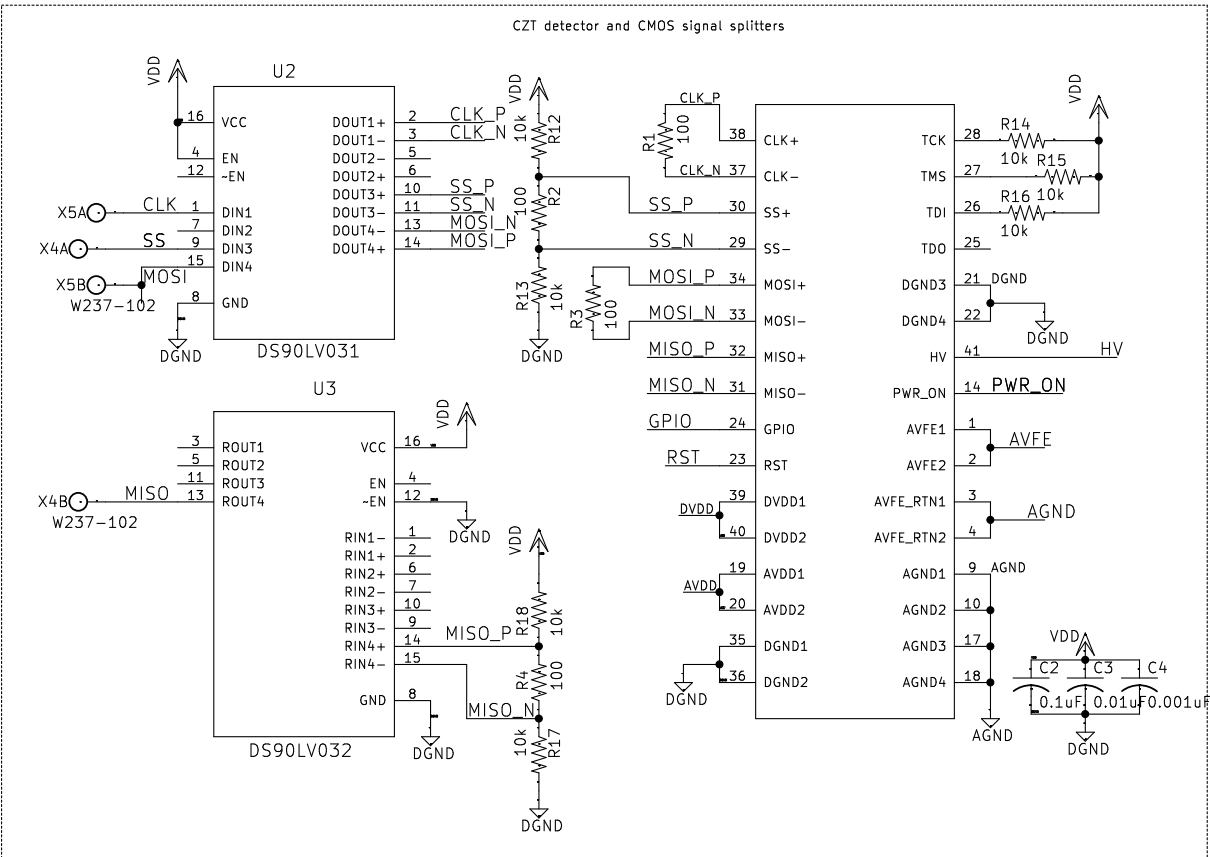 CZT detector and CMOS signal splitters
VDD
U2
16 VCC
4 EN
12 ~EN
X5A CLK 1 DIN1
7 DIN2
X4A SS 9 DIN3
15 DIN4
X5B MOSI
W237-102
8 GND
DGND
DOUT1+ 2 CLK_P
DOUT1- 3 CLK_N
DOUT2- 5
DOUT2+ 6
DOUT3+ 10 SS_P
DOUT3- 11 SS_N
DOUT4- 13 MOSI_N
DOUT4+ 14 MOSI_P
DS90LV031
VDD
10k R12
100 R2
R13 10k
DGND
CLK_P
R1 100
CLK_N
SS_P
SS_N
MOSI_P
R3 100
MOSI_N
MISO_P
MISO_N
GPIO
RST
DVDD
AVDD
DGND
38 CLK+
37 CLK-
30 SS+
29 SS-
34 MOSI+
33 MOSI-
32 MISO+
31 MISO-
24 GPIO
23 RST
39 DVDD1
40 DVDD2
19 AVDD1
20 AVDD2
35 DGND1
36 DGND2
TCK 28 R14 10k
TMS 27 R15 10k
TDI 26 R16 10k
VDD
TDO 25
DGND3 21 DGND
DGND4 22
DGND
HV 41 HV
PWR_ON 14 PWR_ON
AVFE1 1
AVFE
AVFE2 2
AVFE_RTN1 3
AGND
AVFE_RTN2 4
AGND1 9 AGND
AGND2 10
AGND3 17
AGND4 18
AGND
VDD
C2 C3 C4
0.1uF 0.01uF 0.001uF
DGND
U3
3 ROUT1
5 ROUT2
11 ROUT3
X4B MISO 13 ROUT4
W237-102
VCC 16
VDD
EN 4
~EN 12
DGND
RIN1- 1
RIN1+ 2
RIN2+ 6
RIN2- 7
RIN3+ 10
RIN3- 9
RIN4+ 14 MISO_P
RIN4- 15
MISO_N
GND 8
DGND
DS90LV032
VDD
R18 10k
R4 100
10k R17
DGND